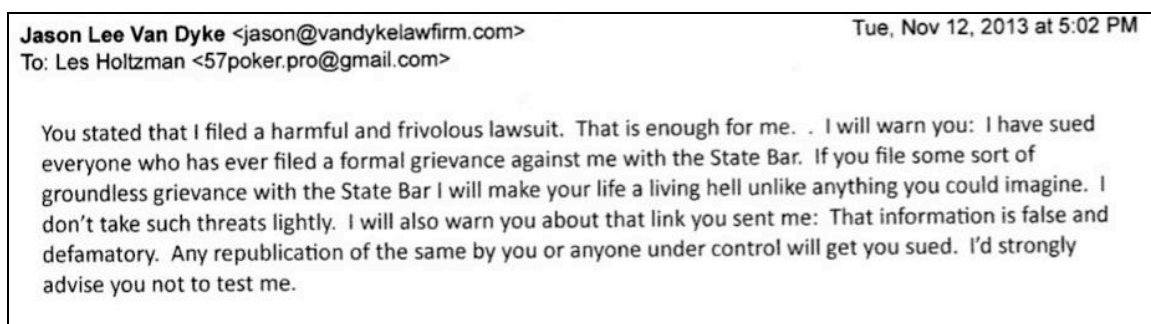 Jason Lee Van Dyke <jason@vandykelawfirm.com> Tue, Nov 12, 2013 at 5:02 PM
To: Les Holtzman <57poker.pro@gmail.com>
You stated that I filed a harmful and frivolous lawsuit.  That is enough for me. .  I will warn you:  I have sued
everyone who has ever filed a formal grievance against me with the State Bar.  If you file some sort of
groundless grievance with the State Bar I will make your life a living hell unlike anything you could imagine.  I
don’t take such threats lightly.  I will also warn you about that link you sent me:  That information is false and
defamatory.  Any republication of the same by you or anyone under control will get you sued.  I’d strongly
advise you not to test me.